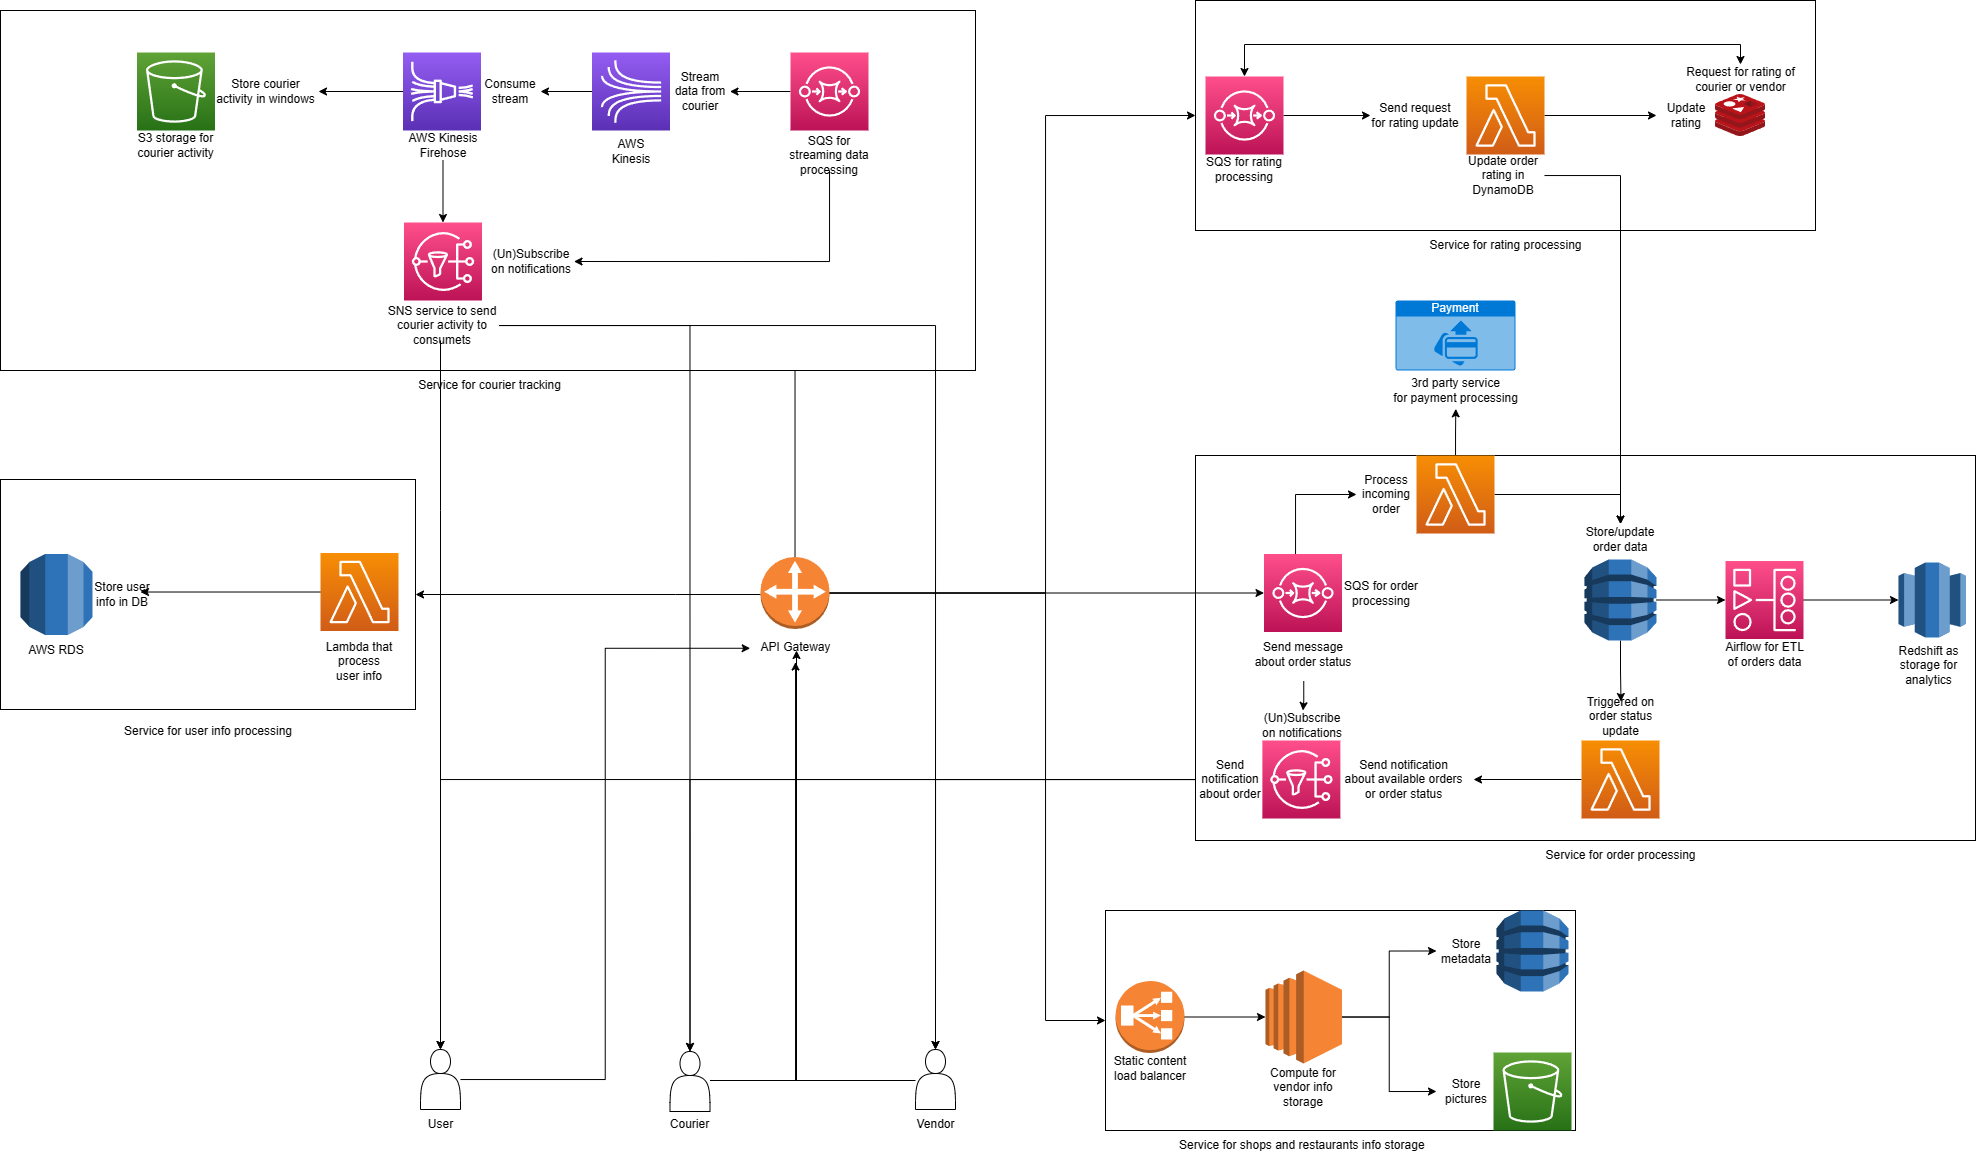 Store courier
activity in windows
Consume
stream
Stream
data from
courier
S3 storage for
courier activity
AWS Kinesis
Firehose
AWS
Kinesis
SQS for
streaming data
processing
(Un)Subscribe
on notifications
SNS service to send
courier activity to
consumets
Service for courier tracking
Request for rating of
courier or vendor
Send request
for rating update
Update
rating
SQS for rating
processing
Update order
rating in
DynamoDB
Service for rating processing
Payment
3rd party service
for payment processing
Store user
info in DB
AWS RDS
Lambda that
process
user info
Service for user info processing
API Gateway
Process
incoming
order
Store/update
order data
SQS for order
processing
Send message
about order status
Airflow for ETL
of orders data
Redshift as
storage for
analytics
(Un)Subscribe
on notifications
Triggered on
order status
update
Send
notification
about order
Send notification
about available orders
or order status
Service for order processing
Store
metadata
Static content
load balancer
Compute for
vendor info
storage
Store
pictures
Service for shops and restaurants info storage
User
Courier
Vendor